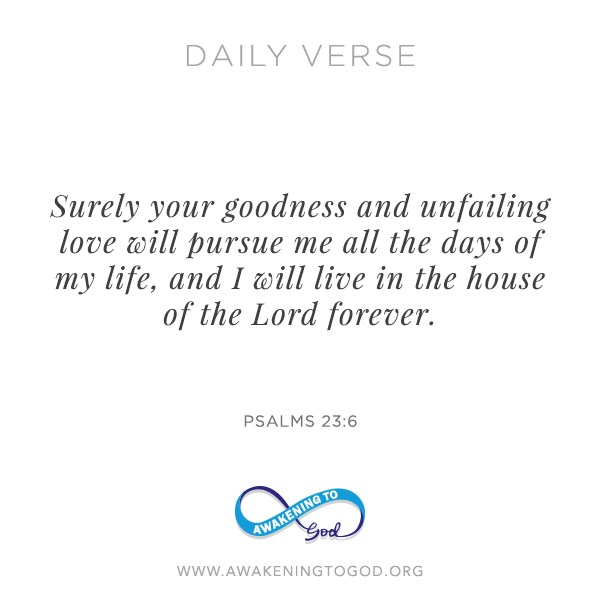 DAILY VERSE
Surely your goodness and unfailing
love will pursue me all the days of
my life, and I will live in the house
of the Lord forever.
PSALMS 23:6
AWAKENING TO
God
WWW.AWAKENINGTOGOD.ORG